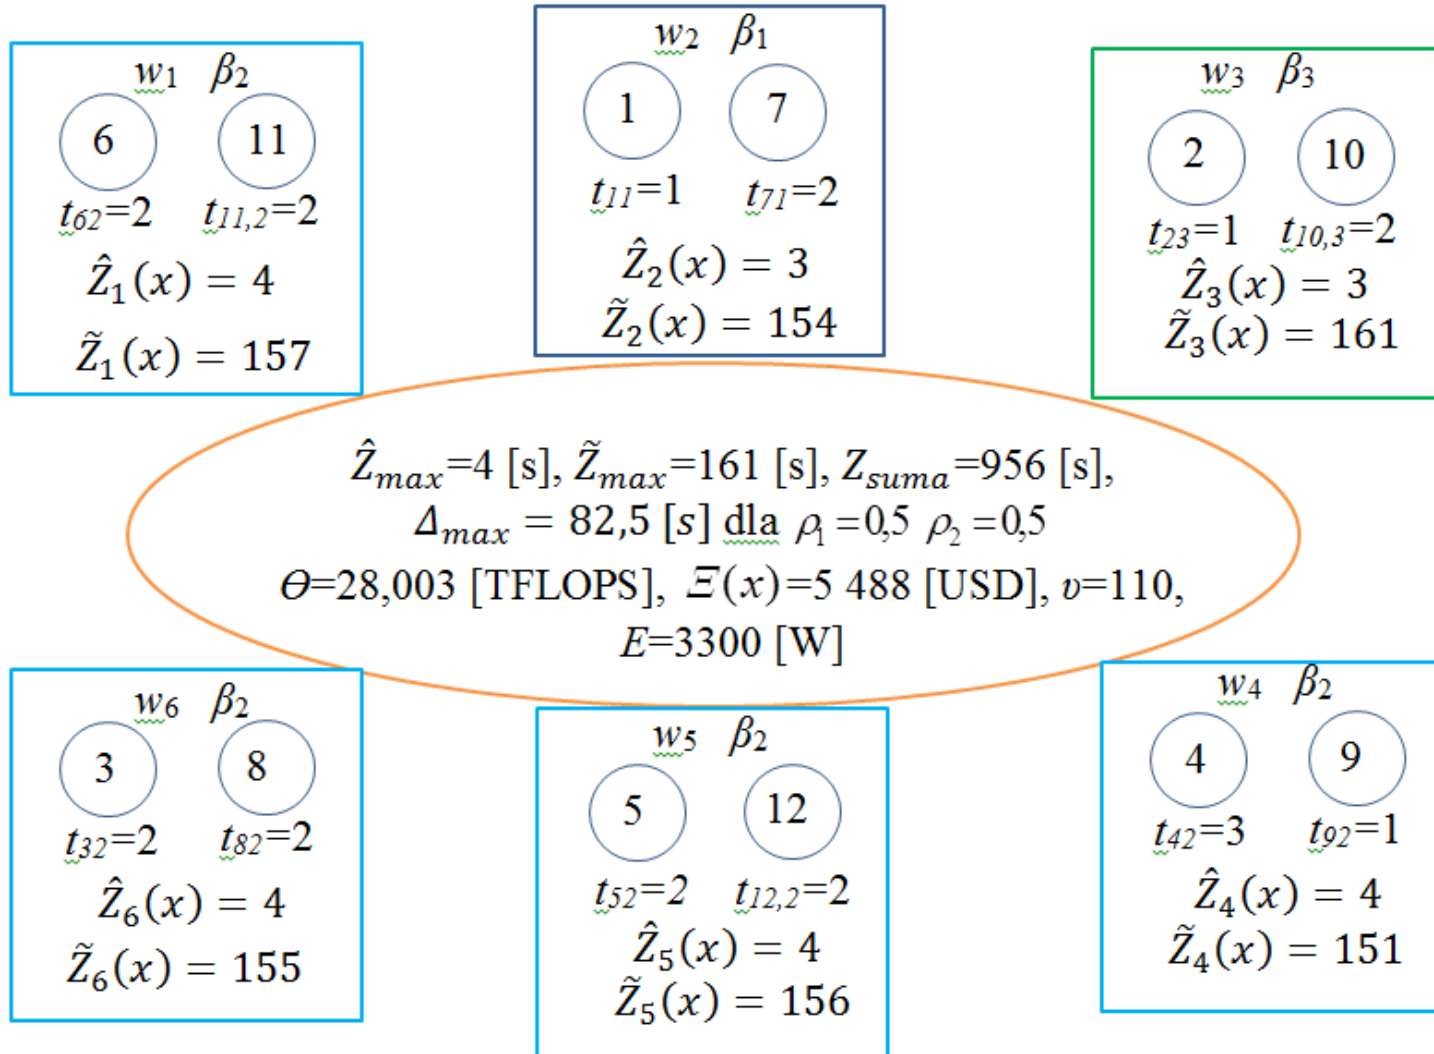 w₁ β₂
6 11
t₆₂=2 t₁₁,₂=2
Ẑ₁(x) = 4
Z̃₁(x) = 157
w₂ β₁
1 7
t₁₁=1 t₇₁=2
Ẑ₂(x) = 3
Z̃₂(x) = 154
w₃ β₃
2 10
t₂₃=1 t₁₀,₃=2
Ẑ₃(x) = 3
Z̃₃(x) = 161
Ẑₘₐₓ=4 [s], Z̃ₘₐₓ=161 [s], Z_suma=956 [s],
Δₘₐₓ = 82,5 [s] dla ρ₁ =0,5 ρ₂ =0,5
Θ=28,003 [TFLOPS], Ξ(x)=5 488 [USD], υ=110,
E=3300 [W]
w₆ β₂
3 8
t₃₂=2 t₈₂=2
Ẑ₆(x) = 4
Z̃₆(x) = 155
w₅ β₂
5 12
t₅₂=2 t₁₂,₂=2
Ẑ₅(x) = 4
Z̃₅(x) = 156
w₄ β₂
4 9
t₄₂=3 t₉₂=1
Ẑ₄(x) = 4
Z̃₄(x) = 151